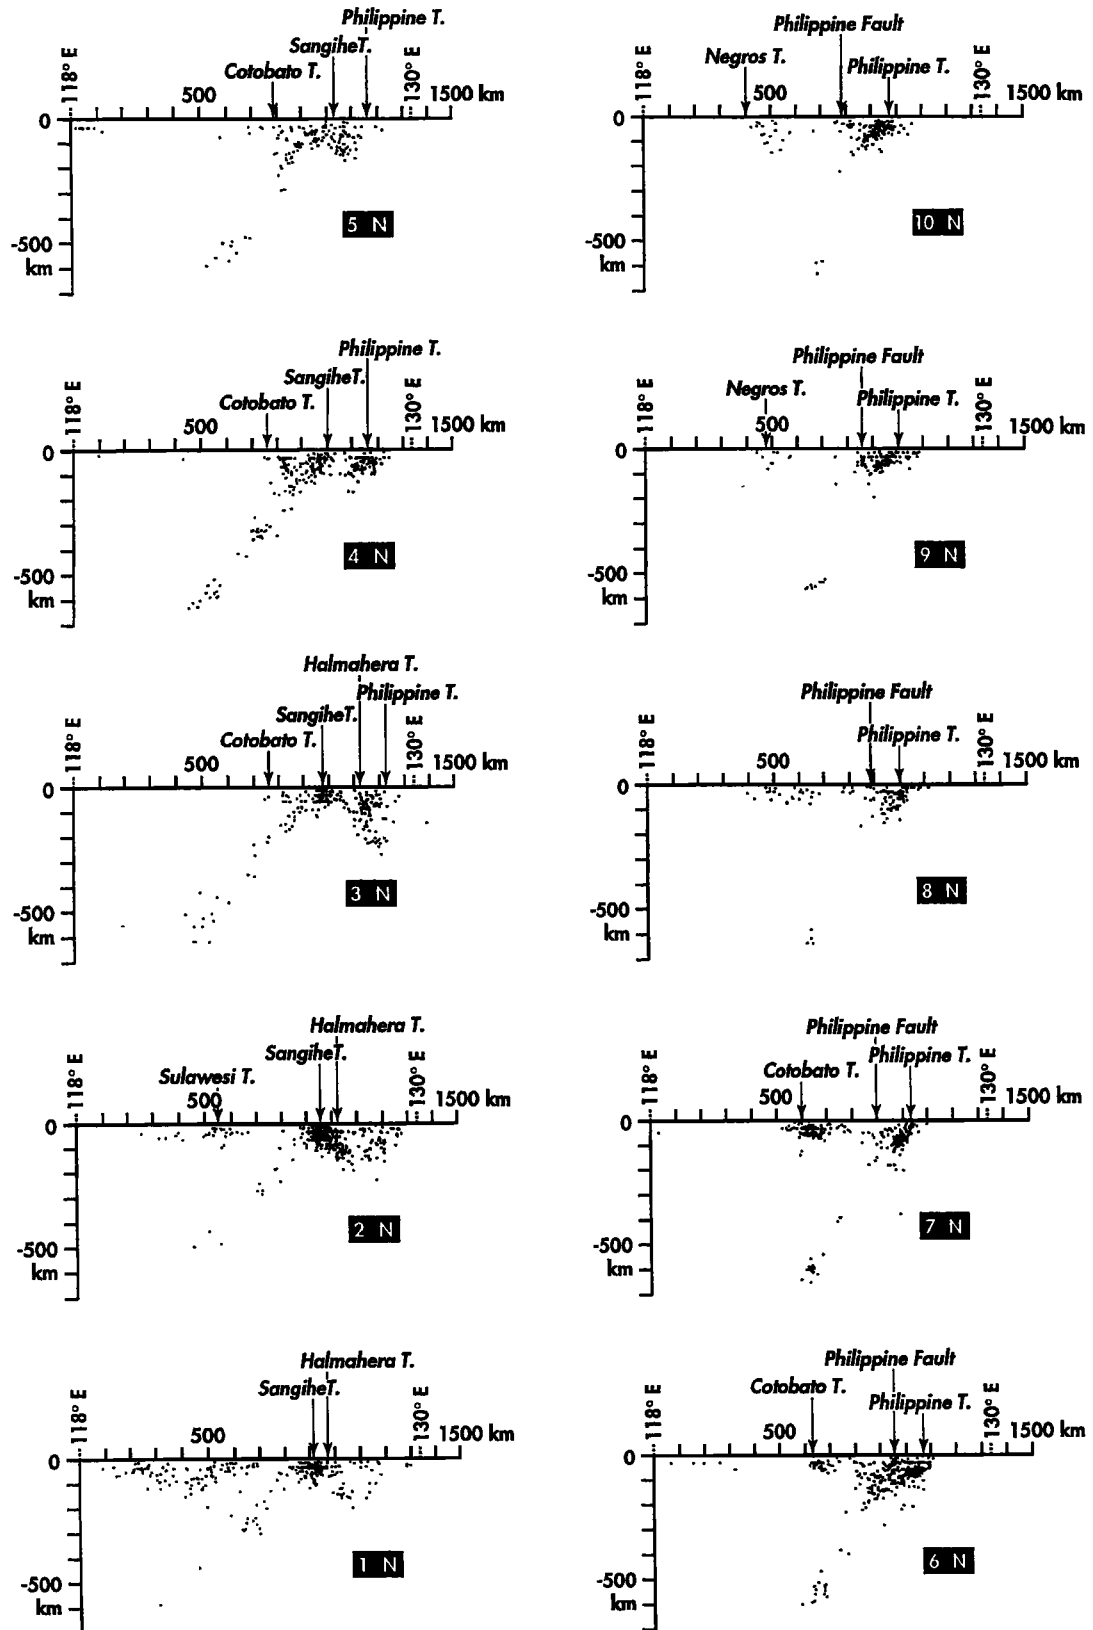 Philippine T.
SangiheT.
Cotobato T.
118° E
500
130° E
1500 km
0
-500
km
5 N
Philippine T.
SangiheT.
Cotobato T.
118° E
500
130° E
1500 km
0
-500
km
4 N
Halmahera T.
Philippine T.
SangiheT.
Cotobato T.
118° E
500
130° E
1500 km
0
-500
km
3 N
Halmahera T.
SangiheT.
Sulawesi T.
118° E
500
130° E
1500 km
0
-500
km
2 N
Halmahera T.
SangiheT.
118° E
500
130° E
1500 km
0
-500
km
1 N
Philippine Fault
Negros T.
Philippine T.
118° E
500
130° E
1500 km
0
-500
km
10 N
Philippine Fault
Negros T.
Philippine T.
118° E
500
130° E
1500 km
0
-500
km
9 N
Philippine Fault
Philippine T.
118° E
500
130° E
1500 km
0
-500
km
8 N
Philippine Fault
Philippine T.
Cotobato T.
118° E
500
130° E
1500 km
0
-500
km
7 N
Philippine Fault
Cotobato T.
Philippine T.
118° E
500
130° E
1500 km
0
-500
km
6 N